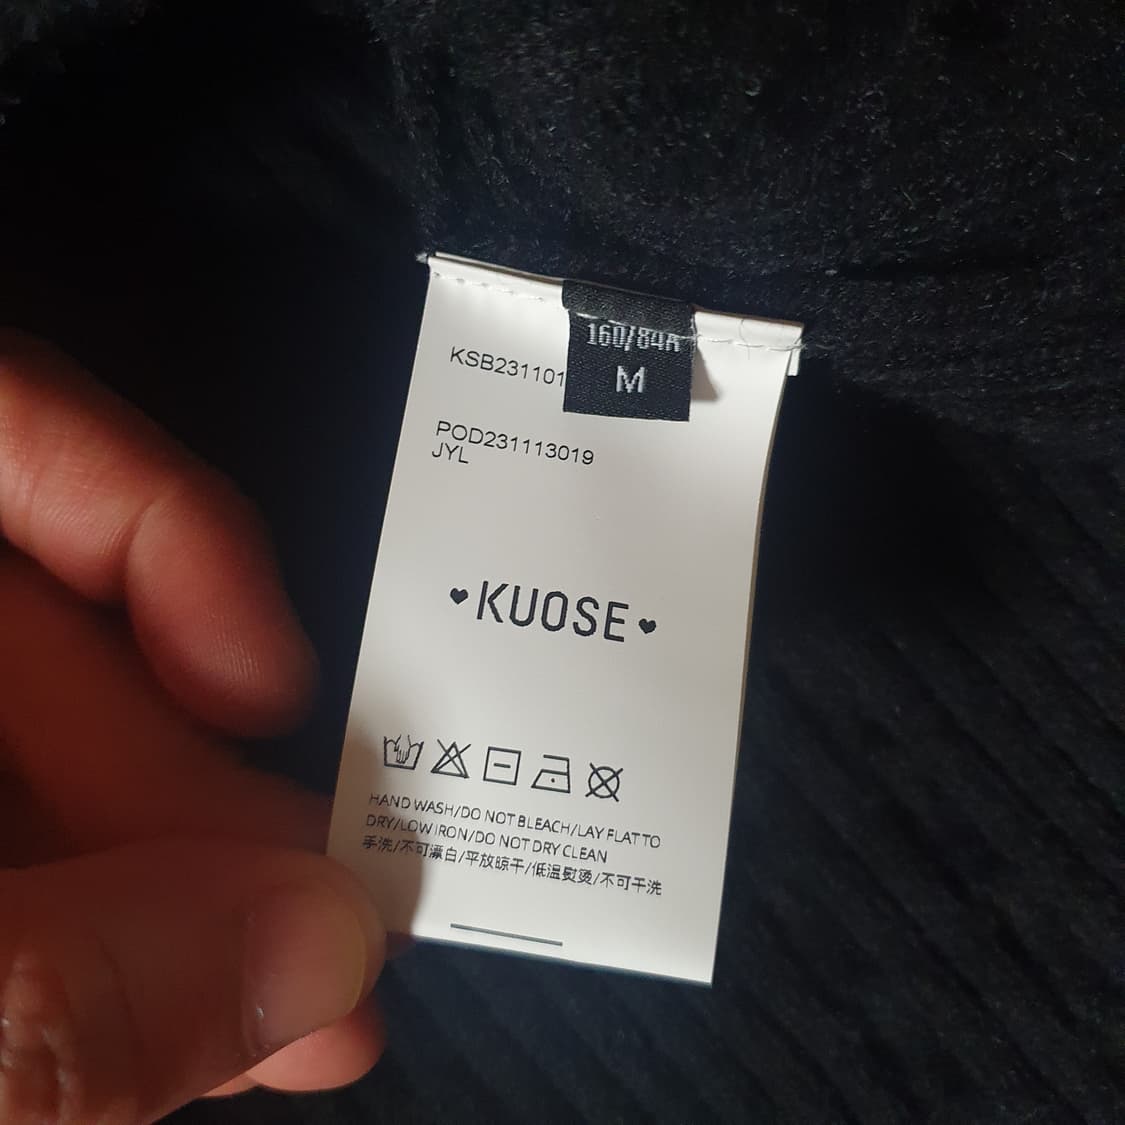 160/84A
M
KSB231101
POD231113019
JYL
KUOSE
HAND WASH/DO NOT BLEACH/LAY FLAT TO
DRY/LOW IRON/DO NOT DRY CLEAN
手洗/不可漂白/平放晾干/低温熨烫/不可干洗